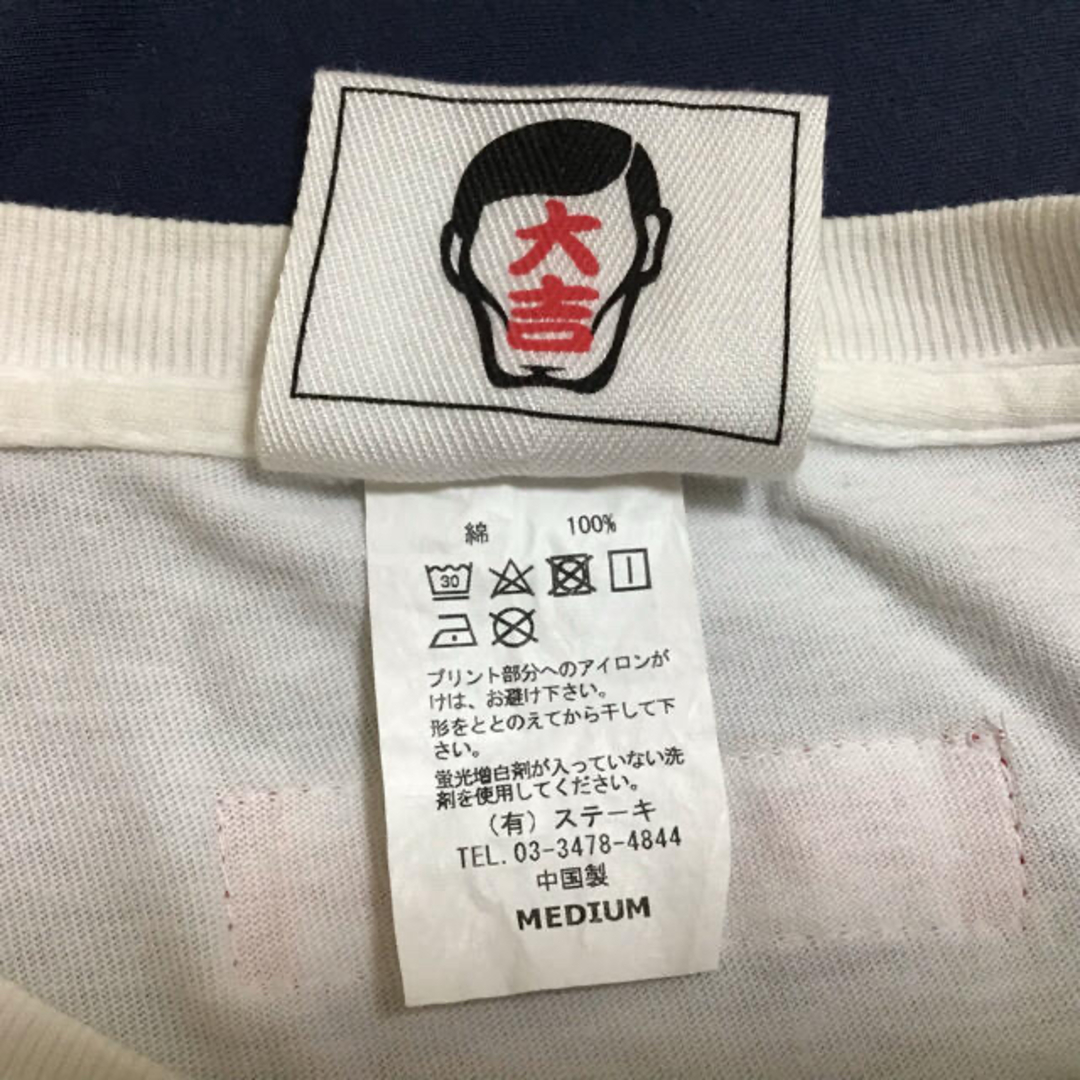 大
吉
綿 100%
30
プリント部分へのアイロンが
けは、お避け下さい。
形をととのえてから干して下
さい。
蛍光増白剤が入っていない洗
剤を使用してください。
(有) ステーキ
TEL. 03-3478-4844
中国製
MEDIUM